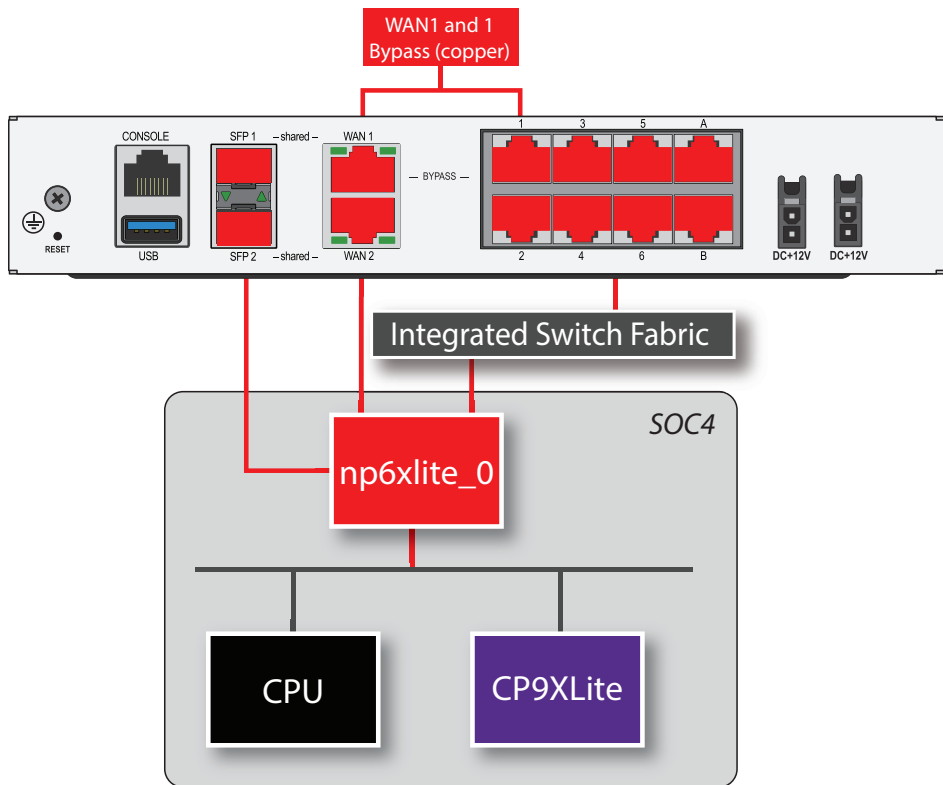 WAN1 and 1
Bypass (copper)
CONSOLE
SFP 1
–shared–
WAN 1
1
3
5
A
– BYPASS –
RESET
USB
SFP 2
–shared–
WAN 2
2
4
6
B
DC+12V
DC+12V
Integrated Switch Fabric
SOC4
np6xlite_0
CPU
CP9XLite